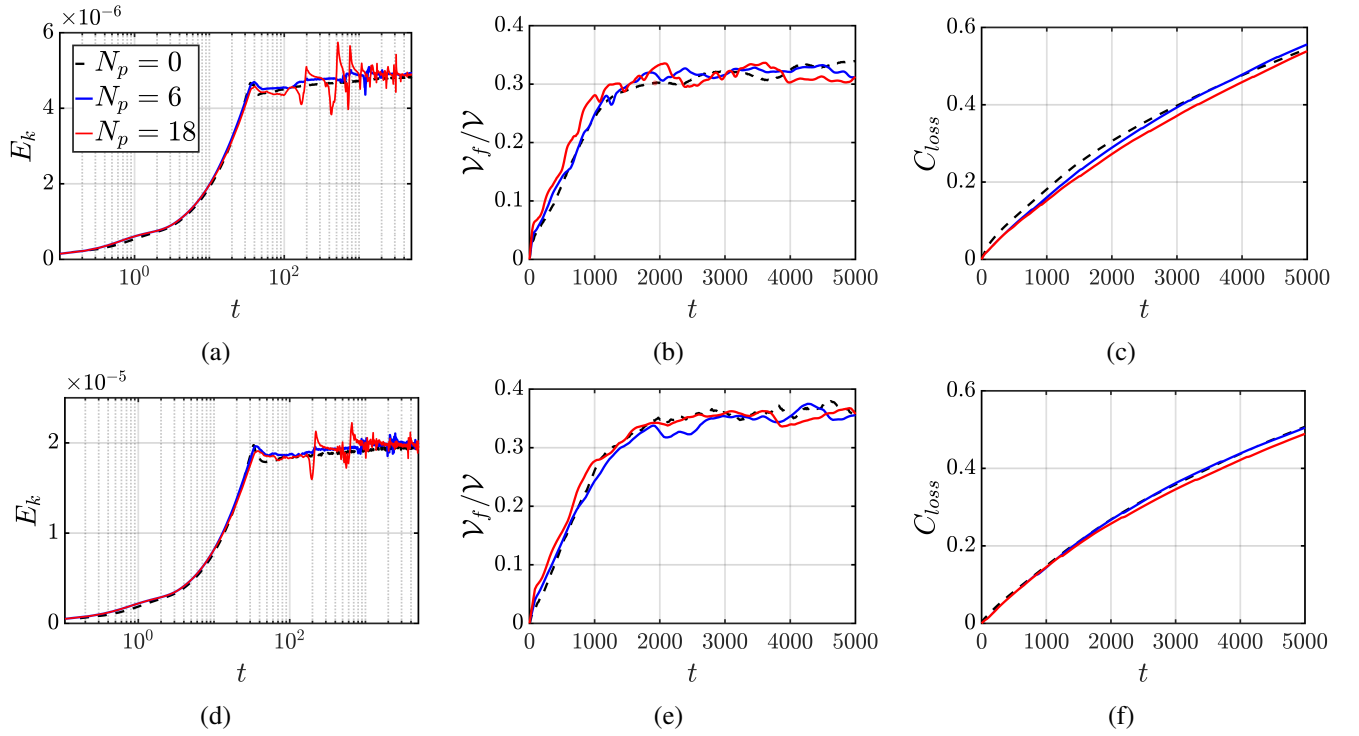 ×10⁻⁶
6
4
2
0
E_k
N_p = 0
N_p = 6
N_p = 18
10⁰ 10²
t
(a)
0.4
0.3
0.2
0.1
0
𝒱_f/𝒱
0 1000 2000 3000 4000 5000
t
(b)
0.6
0.4
0.2
0
C_loss
0 1000 2000 3000 4000 5000
t
(c)
×10⁻⁵
2
1
0
E_k
10⁰ 10²
t
(d)
0.4
0.3
0.2
0.1
0
𝒱_f/𝒱
0 1000 2000 3000 4000 5000
t
(e)
0.6
0.4
0.2
0
C_loss
0 1000 2000 3000 4000 5000
t
(f)